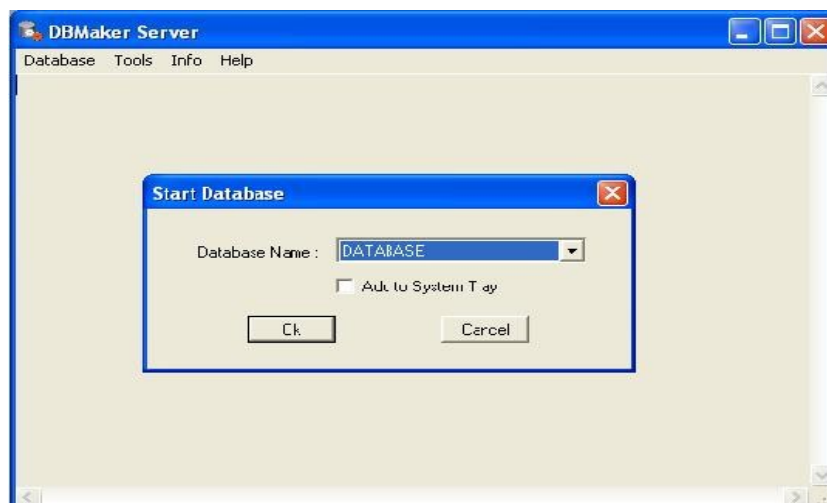 DBMaker Server
Database Tools Info Help
Start Database
Database Name :
DATABASE
Add to System Tray
Ok Cancel